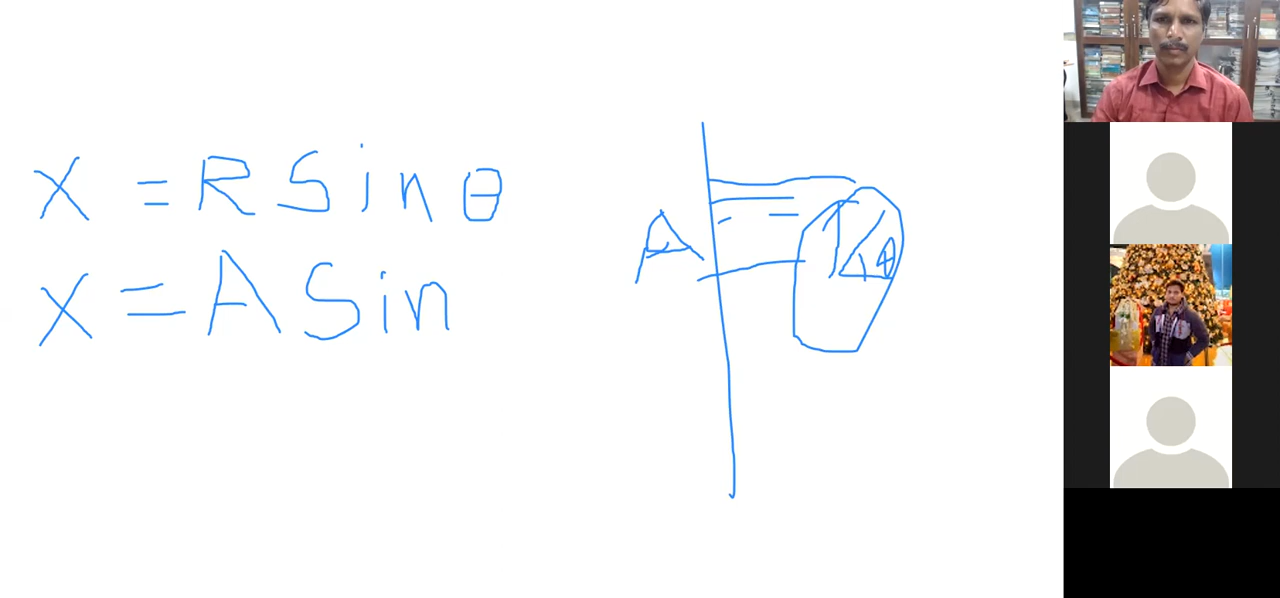 x = R Sin θ
x = A Sin
A
θ